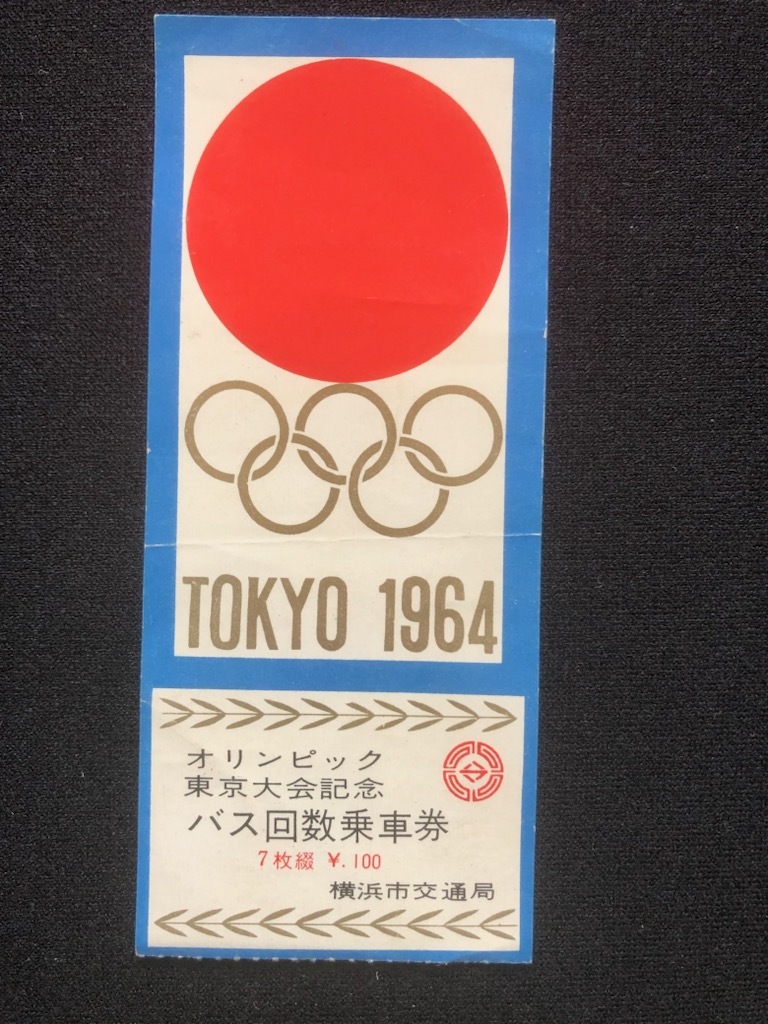 TOKYO 1964
オリンピック
東京大会記念
バス回数乗車券
7枚綴 ¥.100
横浜市交通局